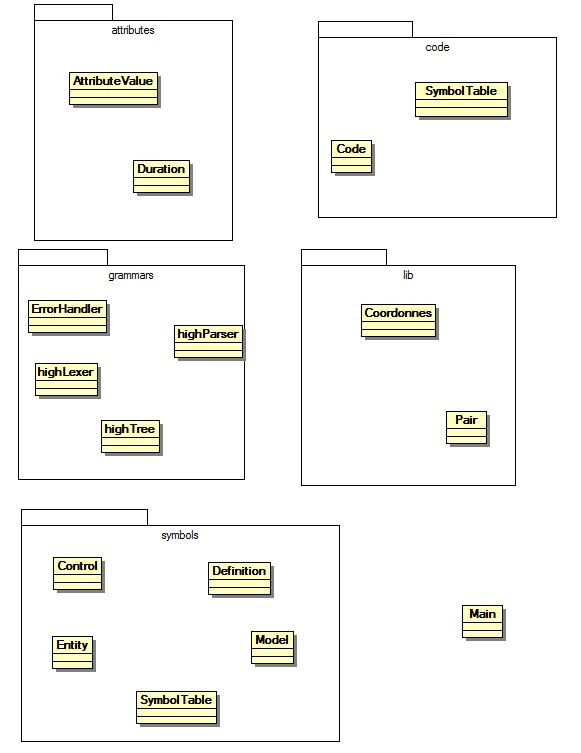 attributes
AttributeValue
Duration
code
SymbolTable
Code
grammars
ErrorHandler
highParser
highLexer
highTree
lib
Coordonnes
Pair
symbols
Control
Definition
Entity
Model
SymbolTable
Main